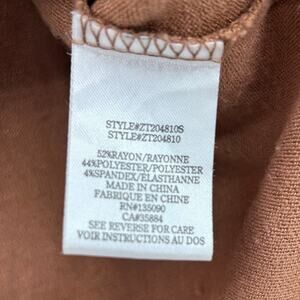 STYLE#ZT204810S
STYLE#ZT204810
52%RAYON/RAYONNE
44%POLYESTER/POLYESTER
4%SPANDEX/ÉLASTHANNE
MADE IN CHINA
FABRIQUE EN CHINE
RN#135090
CA#35884
SEE REVERSE FOR CARE
VOIR INSTRUCTIONS AU DOS